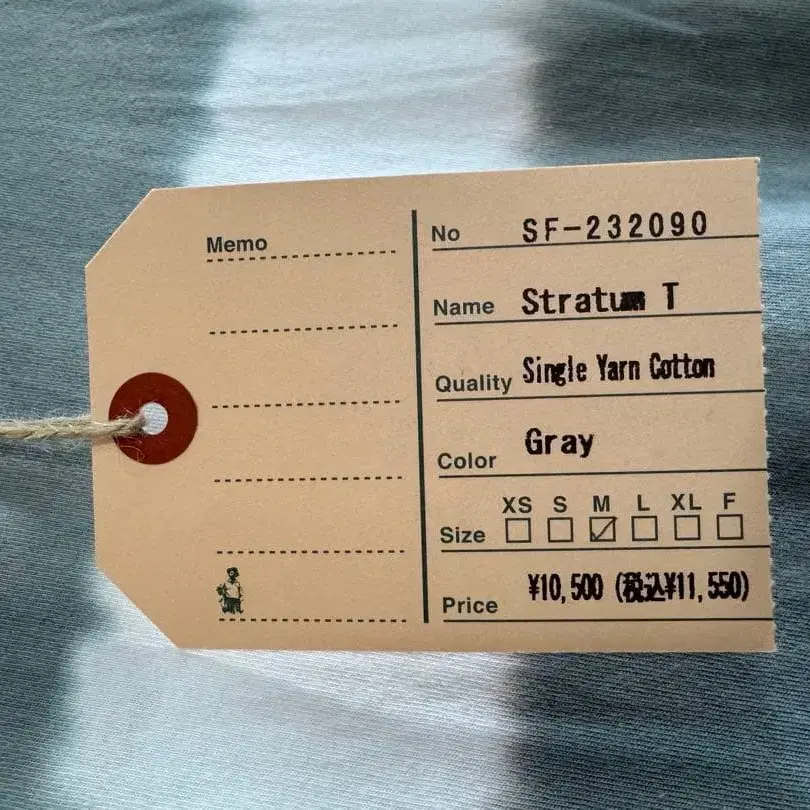 Memo
No SF-232090
Name Stratum T
Quality Single Yarn Cotton
Color Gray
XS S M L XL F
Size
Price ¥10,500 (税込¥11,550)